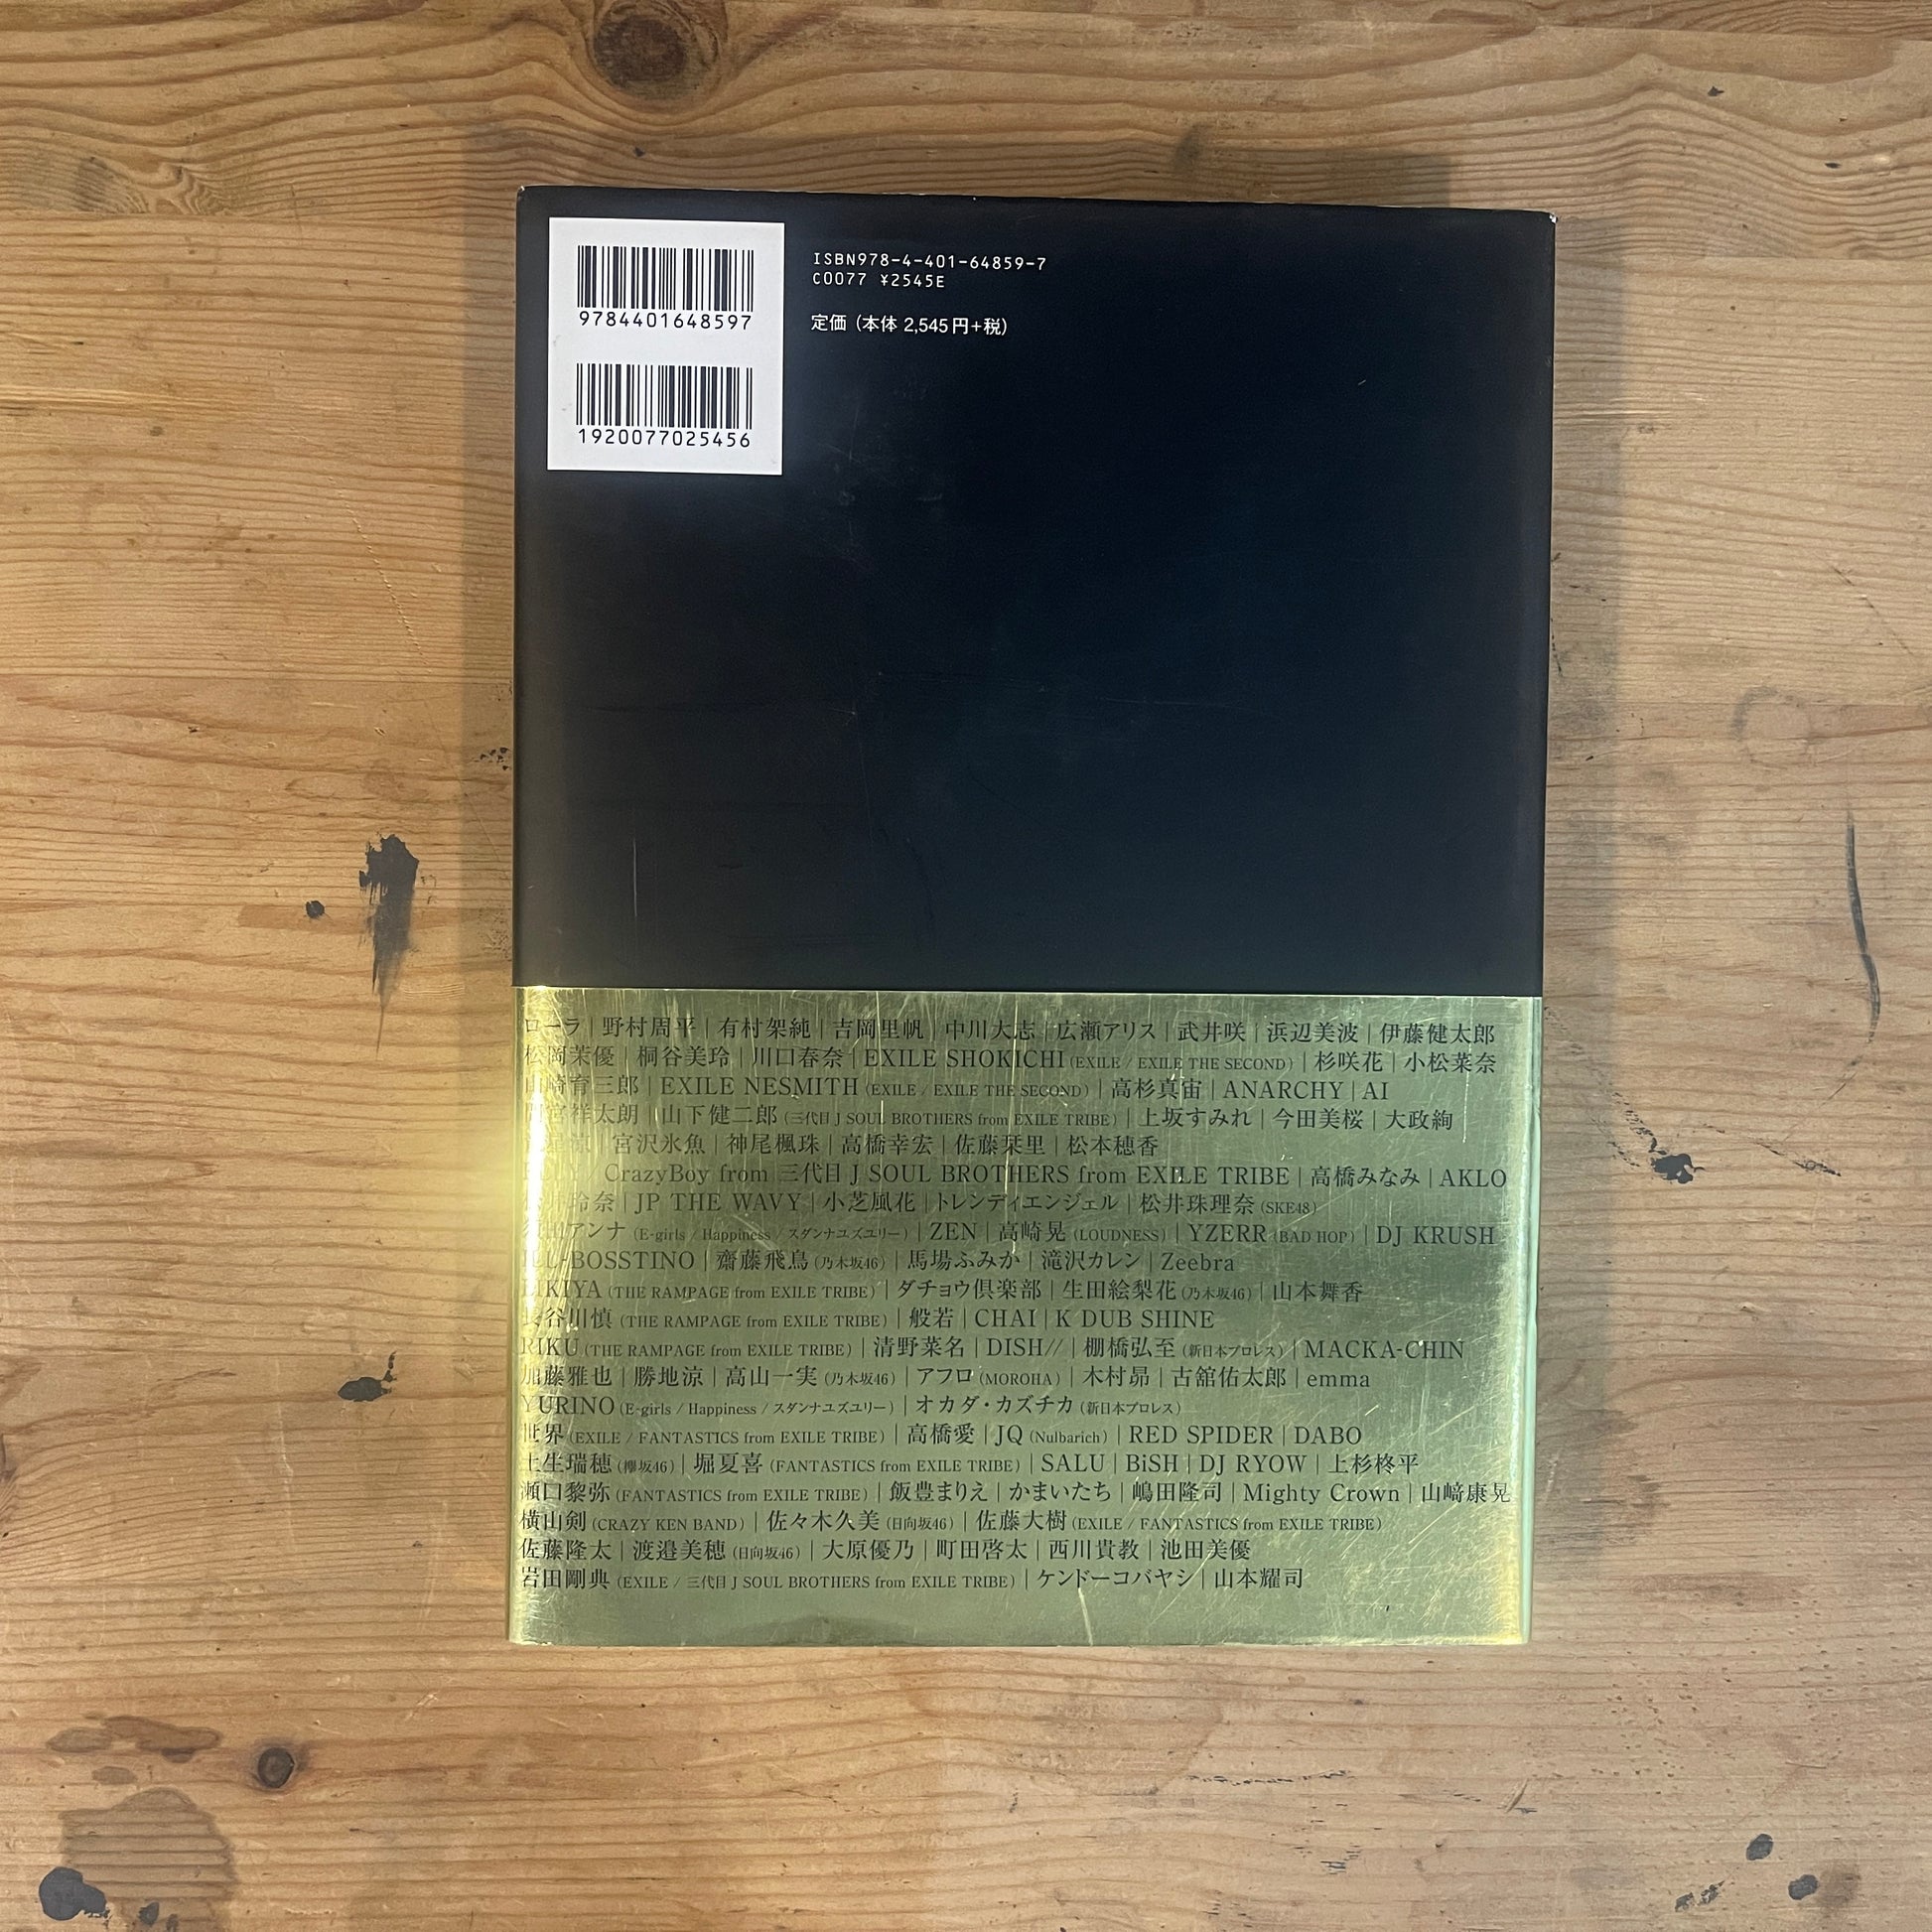 9784401648597
1920077025456
ISBN978-4-401-64859-7
C0077 ¥2545E
定価（本体 2,545円+税）
ローラ｜野村周平｜有村架純｜吉岡里帆｜中川大志｜広瀬アリス｜武井咲｜浜辺美波｜伊藤健太郎
松岡茉優｜桐谷美玲｜川口春奈｜EXILE SHOKICHI (EXILE / EXILE THE SECOND)｜杉咲花｜小松菜奈
山崎育三郎｜EXILE NESMITH (EXILE / EXILE THE SECOND)｜高杉真宙｜ANARCHY｜AI
間宮祥太朗｜山下健二郎 (三代目 J SOUL BROTHERS from EXILE TRIBE)｜上坂すみれ｜今田美桜｜大政絢
宮沢氷魚｜神尾楓珠｜高橋幸宏｜佐藤栞里｜松本穂香
CrazyBoy from 三代目 J SOUL BROTHERS from EXILE TRIBE｜高橋みなみ｜AKLO
玲奈｜JP THE WAVY｜小芝風花｜トレンディエンジェル｜松井珠理奈 (SKE48)
アンナ (E-girls / Happiness / スダンナユズユリー)｜ZEN｜高崎晃 (LOUDNESS)｜YZERR (BAD HOP)｜DJ KRUSH
ILL-BOSSTINO｜齋藤飛鳥 (乃木坂46)｜馬場ふみか｜滝沢カレン｜Zeebra
LIKIYA (THE RAMPAGE from EXILE TRIBE)｜ダチョウ倶楽部｜生田絵梨花 (乃木坂46)｜山本舞香
長谷川慎 (THE RAMPAGE from EXILE TRIBE)｜般若｜CHAI｜K DUB SHINE
RIKU (THE RAMPAGE from EXILE TRIBE)｜清野菜名｜DISH//｜棚橋弘至 (新日本プロレス)｜MACKA-CHIN
加藤雅也｜勝地涼｜高山一実 (乃木坂46)｜アフロ (MOROHA)｜木村昴｜古舘佑太郎｜emma
YURINO (E-girls / Happiness / スダンナユズユリー)｜オカダ・カズチカ (新日本プロレス)
世界 (EXILE / FANTASTICS from EXILE TRIBE)｜高橋愛｜JQ (Nulbarich)｜RED SPIDER｜DABO
土生瑞穂 (欅坂46)｜堀夏喜 (FANTASTICS from EXILE TRIBE)｜SALU｜BiSH｜DJ RYOW｜上杉柊平
瀬口黎弥 (FANTASTICS from EXILE TRIBE)｜飯豊まりえ｜かまいたち｜嶋田隆司｜Mighty Crown｜山﨑康晃
横山剣 (CRAZY KEN BAND)｜佐々木久美 (日向坂46)｜佐藤大樹 (EXILE / FANTASTICS from EXILE TRIBE)
佐藤隆太｜渡邉美穂 (日向坂46)｜大原優乃｜町田啓太｜西川貴教｜池田美優
岩田剛典 (EXILE / 三代目 J SOUL BROTHERS from EXILE TRIBE)｜ケンドーコバヤシ｜山本耀司